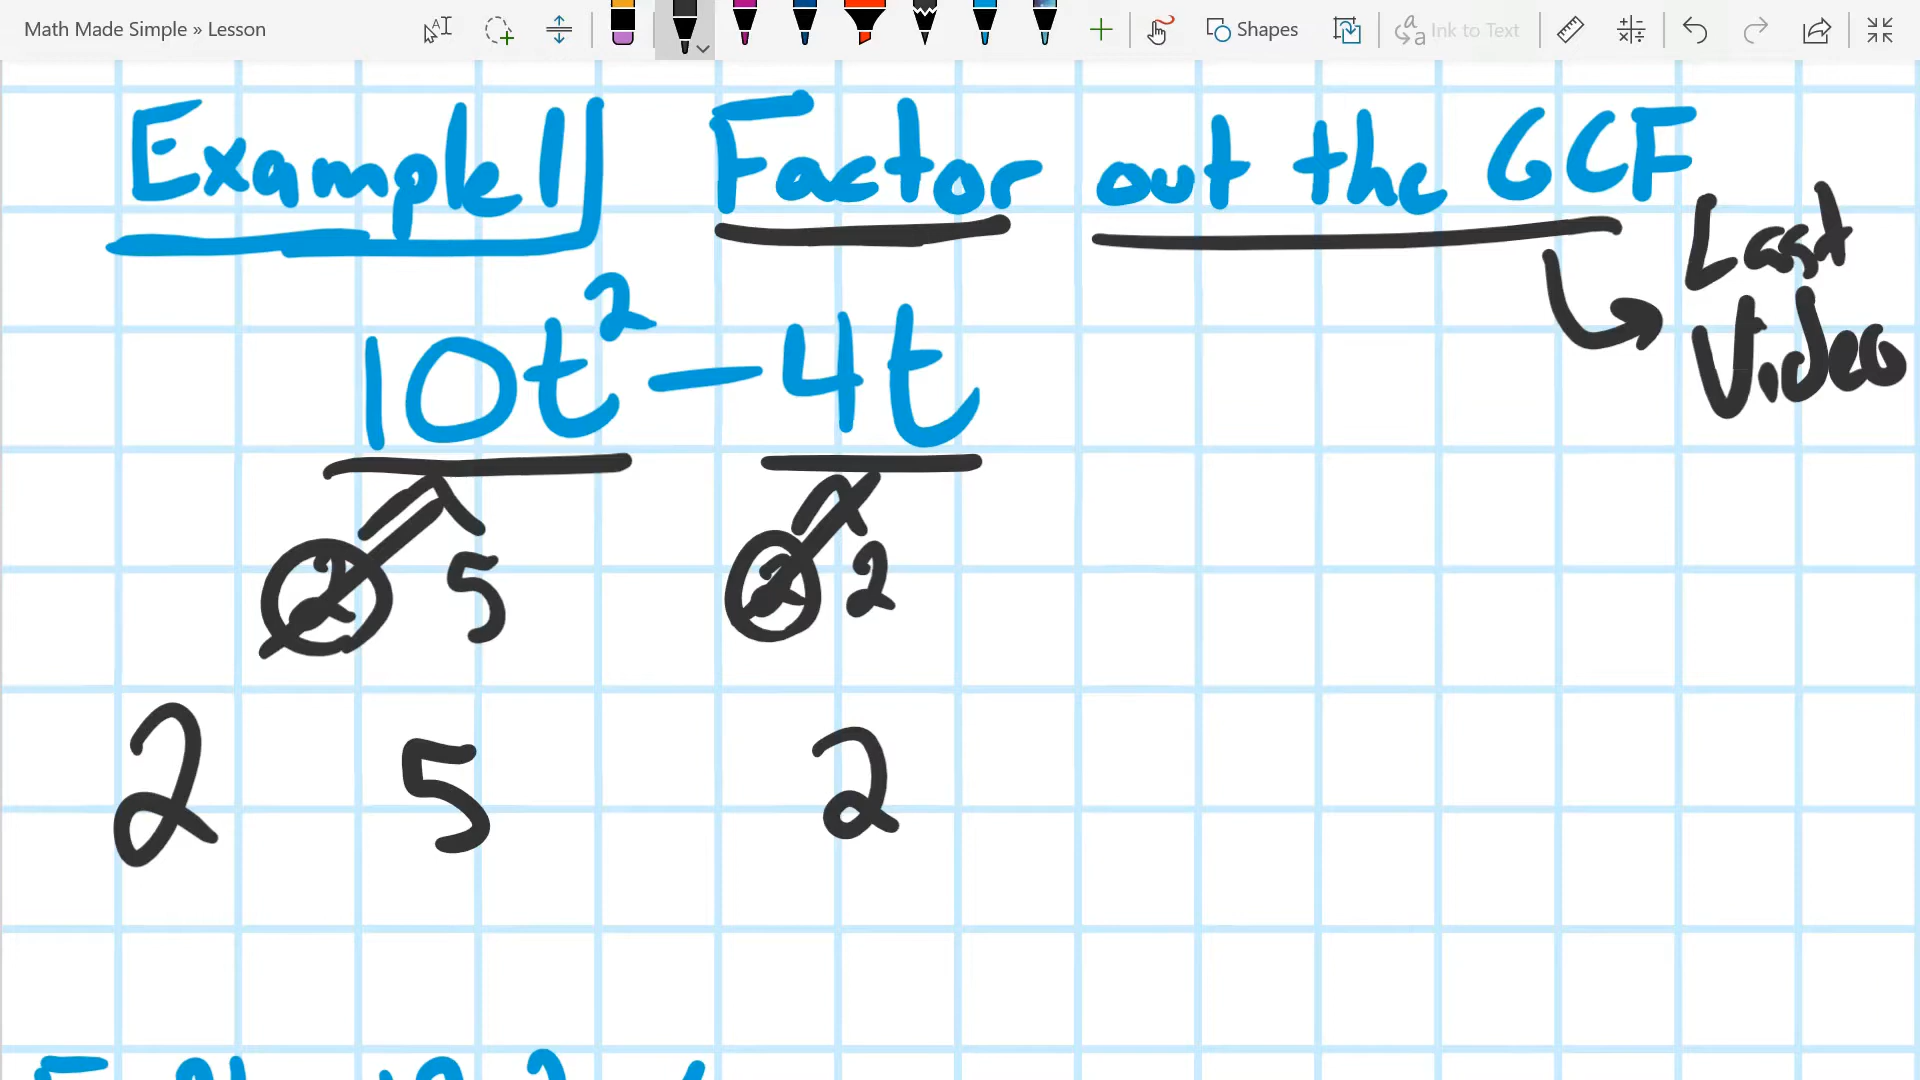 Math Made Simple » Lesson
Shapes
Ink to Text
Example 1
Factor out the GCF
Last
Video
10t² – 4t
2 5 2 2
2 5 2